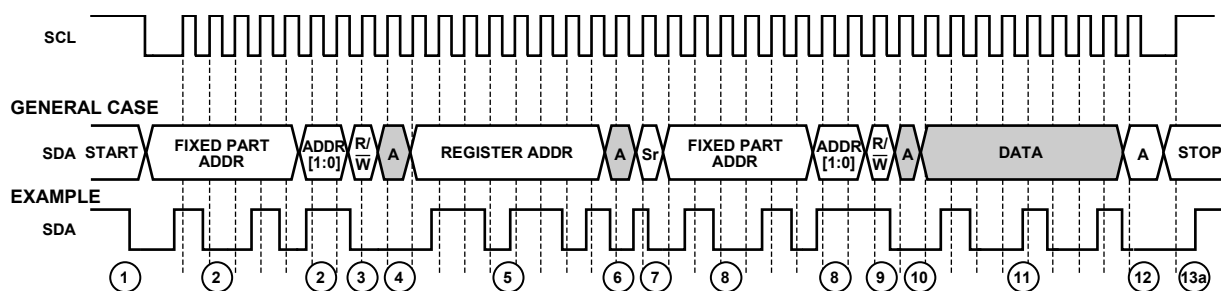 SCL
GENERAL CASE
SDA START FIXED PART ADDR ADDR [1:0] R/W̅ A REGISTER ADDR A Sr FIXED PART ADDR ADDR [1:0] R/W̅ A DATA A STOP
EXAMPLE
SDA
1 2 2 3 4 5 6 7 8 8 9 10 11 12 13a